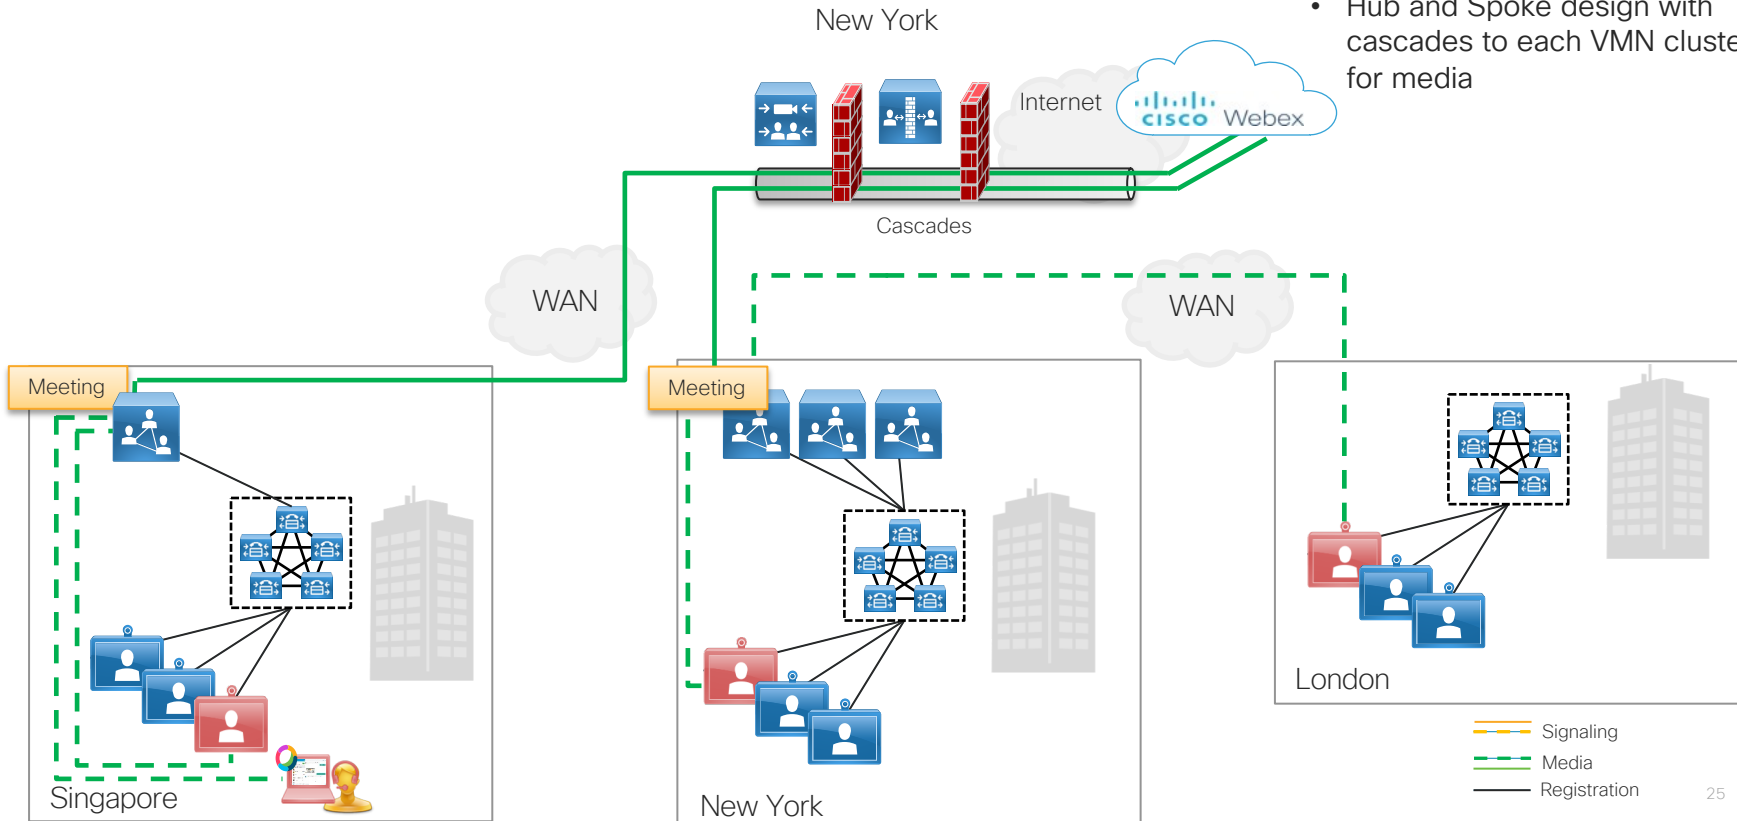 New York
• Hub and Spoke design with
cascades to each VMN
for media
Internet
CISCO Webex
Cascades
WAN
WAN
Meeting
Meeting
Singapore
New York
London
Signaling
Media
Registration
25